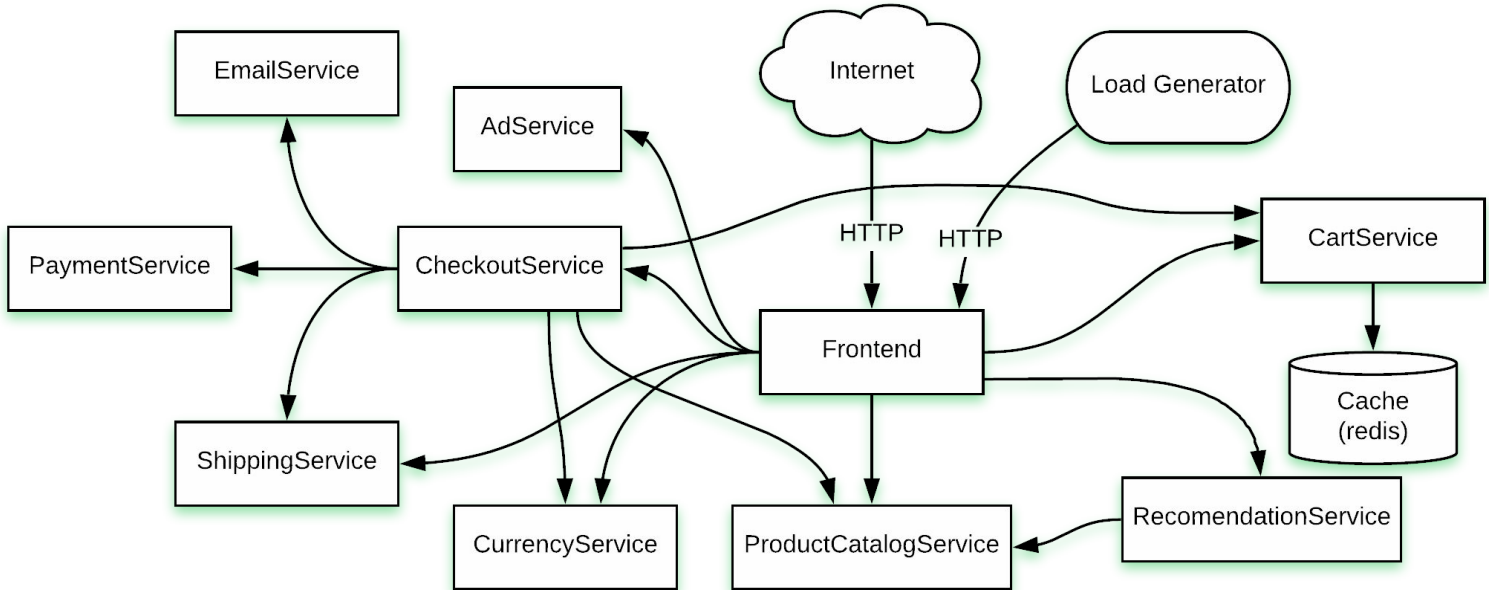 EmailService
Internet
Load Generator
AdService
HTTP
HTTP
CartService
PaymentService
CheckoutService
Frontend
Cache
(redis)
ShippingService
RecomendationService
CurrencyService
ProductCatalogService